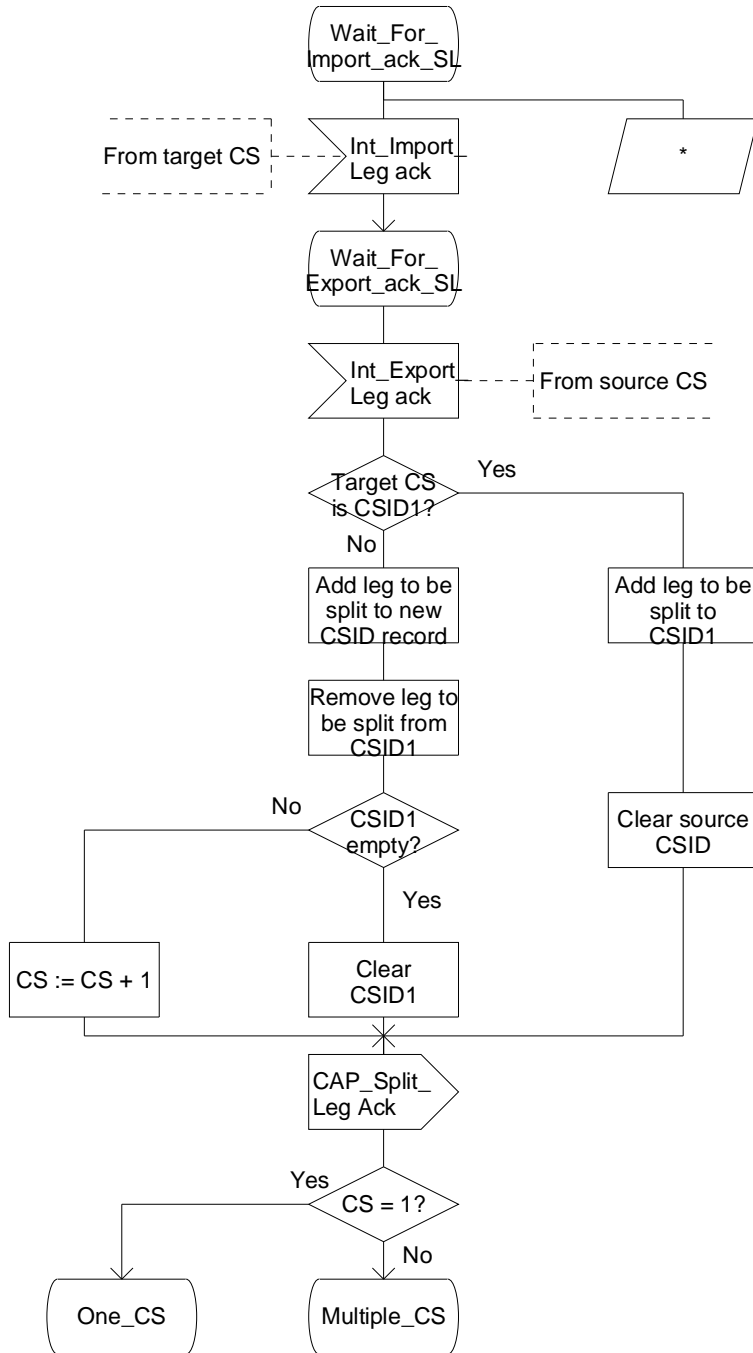 Wait_For_
Import_ack_SL
From target CS
Int_Import_
Leg ack
*
Wait_For_
Export_ack_SL
Int_Export_
Leg ack
From source CS
Target CS
is CSID1?
Yes
No
Add leg to be
split to new
CSID record
Add leg to be
split to
CSID1
Remove leg to
be split from
CSID1
No
CSID1
empty?
Clear source
CSID
Yes
CS := CS + 1
Clear
CSID1
CAP_Split_
Leg Ack
Yes
CS = 1?
No
One_CS
Multiple_CS